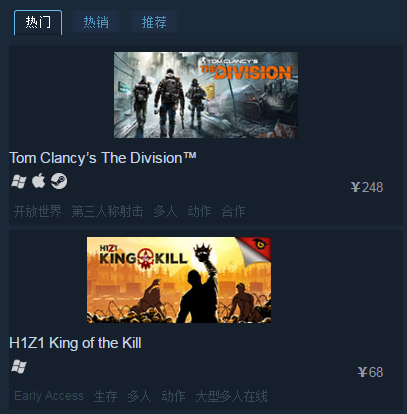 热门 热销 推荐
TOM CLANCY'S
THE DIVISION
Tom Clancy's The Division™
¥248
开放世界 第三人称射击 多人 动作 合作
H1Z1
KING OF THE KILL
H1Z1 King of the Kill
¥68
Early Access 生存 多人 动作 大型多人在线